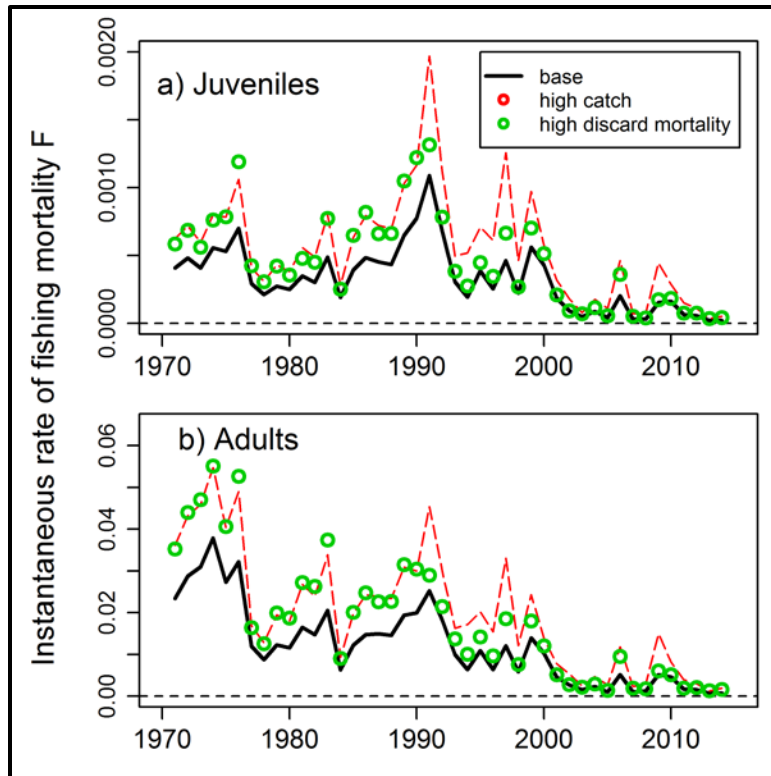 Instantaneous rate of fishing mortality F
a) Juveniles
base
high catch
high discard mortality
0.0020
0.0010
0.0000
1970 1980 1990 2000 2010
b) Adults
0.06
0.04
0.02
0.00
1970 1980 1990 2000 2010